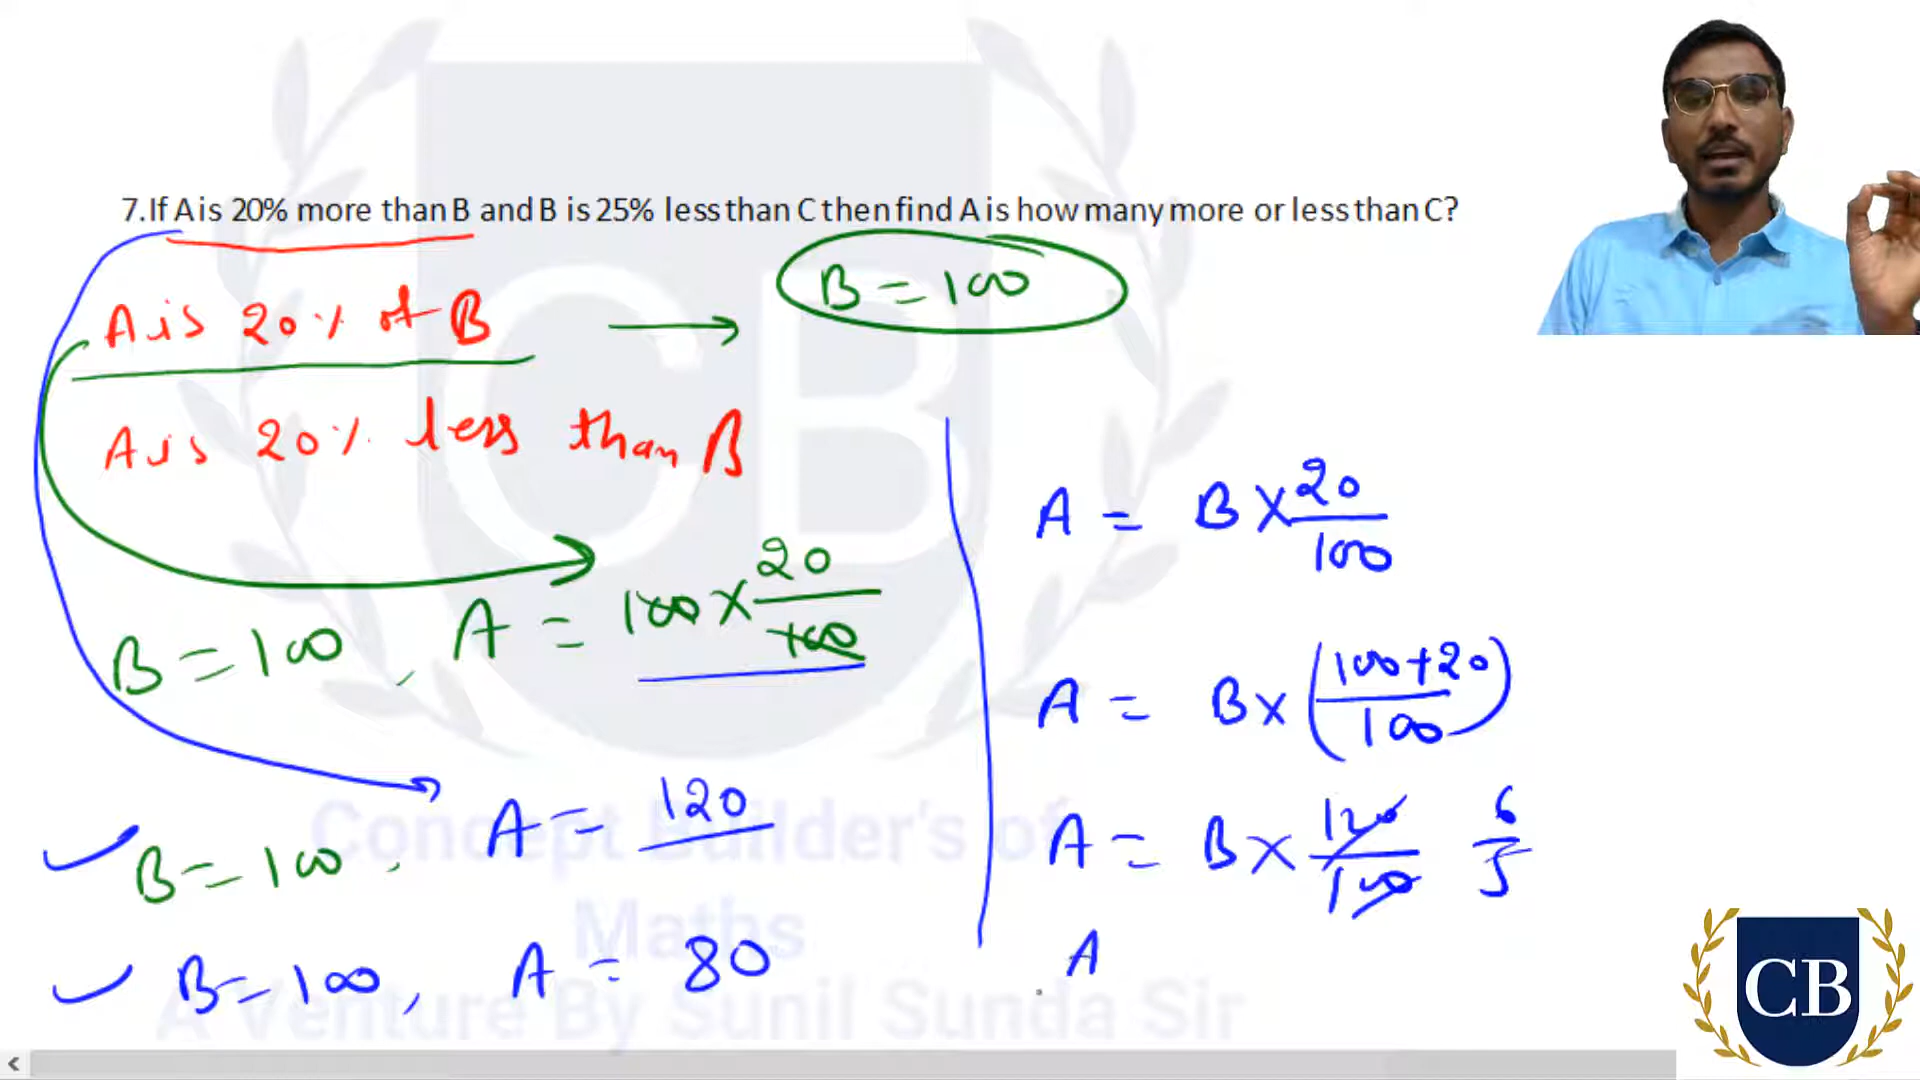 7.If A is 20% more than B and B is 25% less than C then find A is how many more or less than C?
B = 100
A is 20% of B
A is 20% less than B
A = B × 20/100
B = 100, A = 100 × 20/100
A = B × (100+20/100)
B = 100, A = 120
A = B × 120/100 6/5
B = 100, A = 80
A
Concept Builder's of
Maths
A Venture By Sunil Sunda Sir
CB
CB